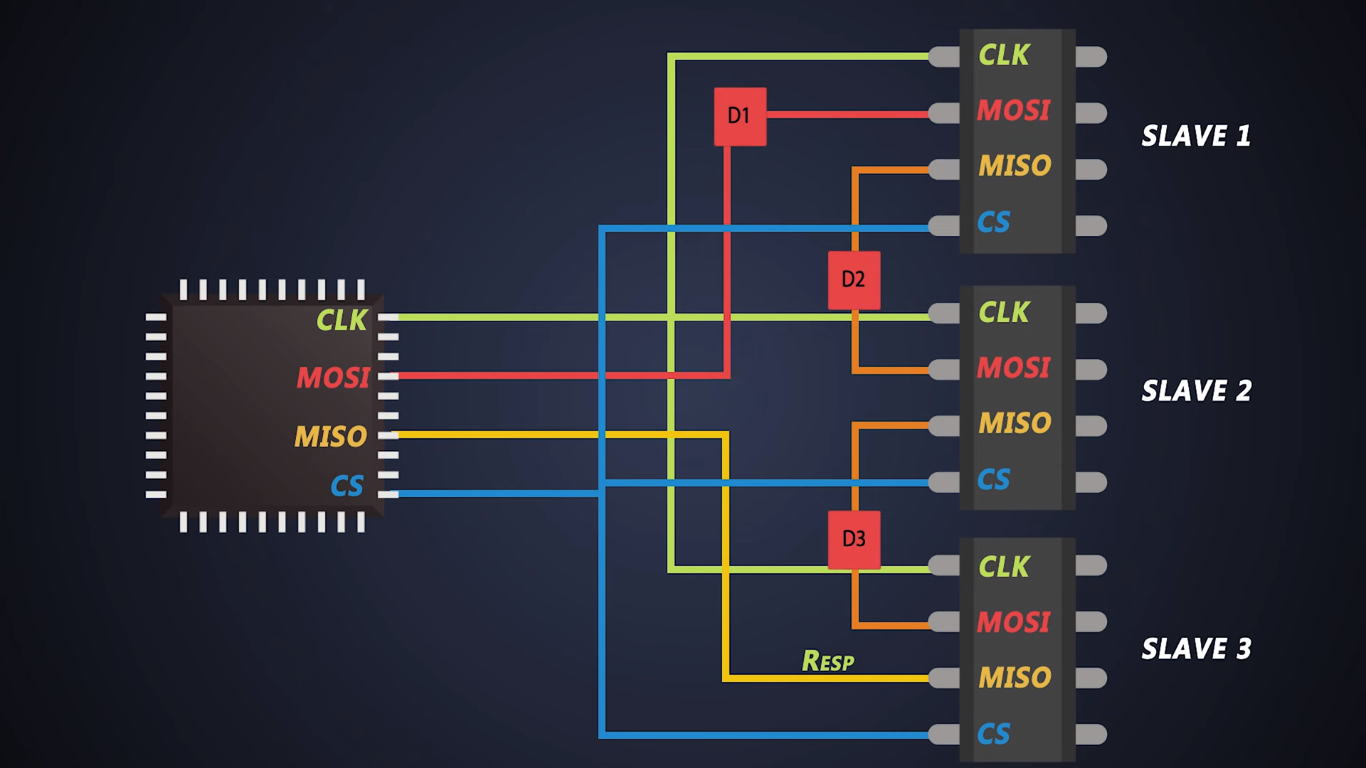 CLK
MOSI
MISO
CS
D1
D2
D3
RESP
CLK
MOSI
MISO
CS
SLAVE 1
CLK
MOSI
MISO
CS
SLAVE 2
CLK
MOSI
MISO
CS
SLAVE 3